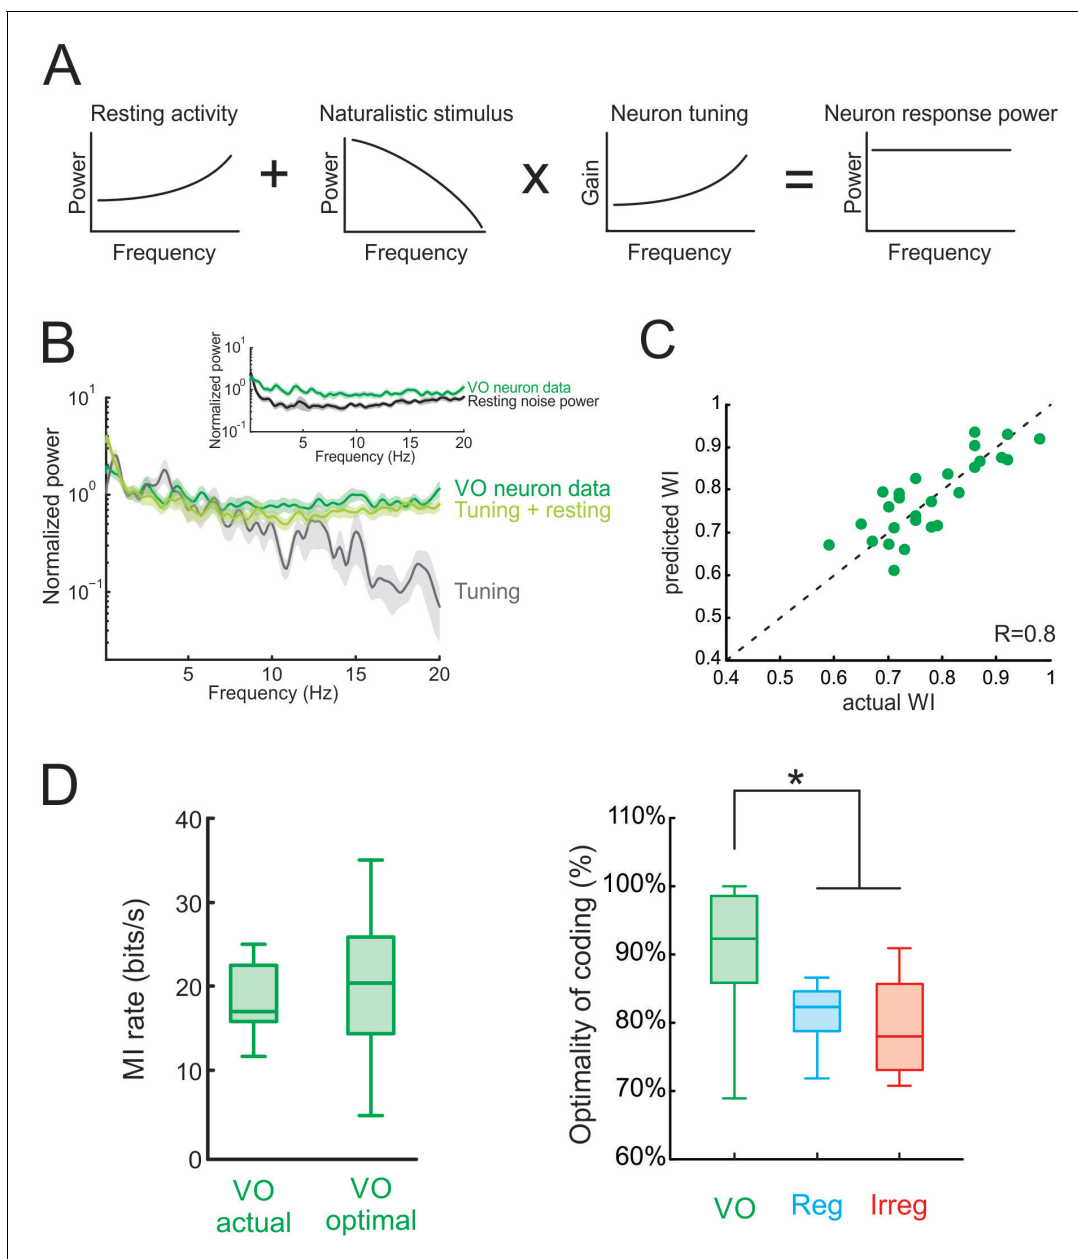 A
Resting activity
Naturalistic stimulus
Neuron tuning
Neuron response power
Power
Frequency
+
Power
Frequency
x
Gain
Frequency
=
Power
Frequency
B
Normalized power
10^1
10^0
10^-1
5
10
15
20
Frequency (Hz)
VO neuron data
Resting noise power
Normalized power
10^1
10^0
10^-1
5
10
15
20
Frequency (Hz)
VO neuron data
Tuning + resting
Tuning
C
predicted WI
1
0.9
0.8
0.7
0.6
0.5
0.4
0.4
0.5
0.6
0.7
0.8
0.9
1
actual WI
R=0.8
D
MI rate (bits/s)
40
30
20
10
0
VO
actual
VO
optimal
Optimality of coding (%)
110%
100%
90%
80%
70%
60%
*
VO
Reg
Irreg